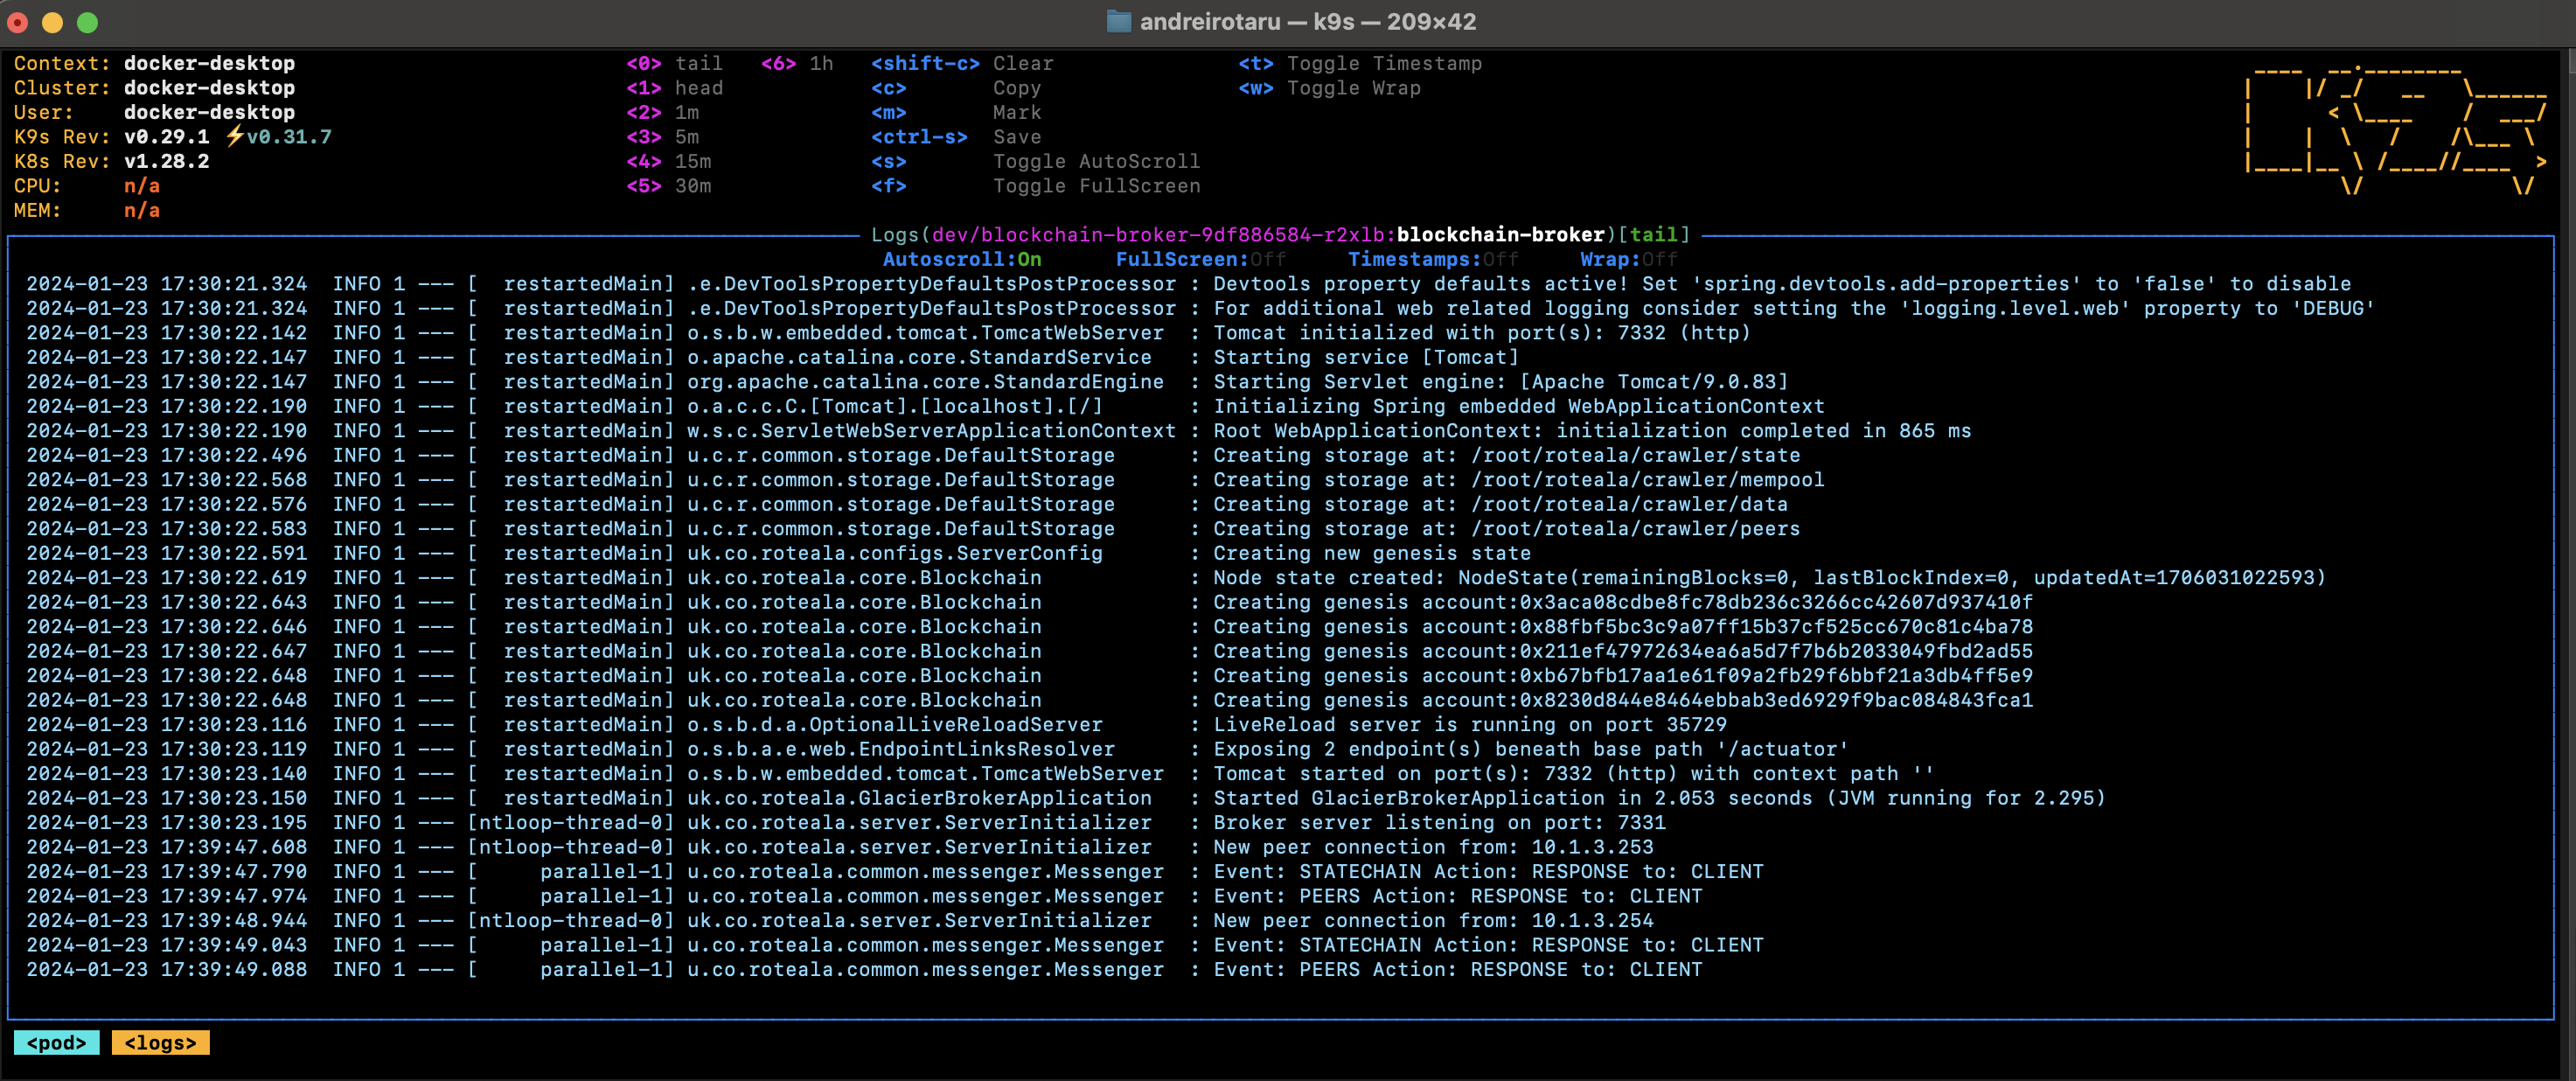 andreirotaru — k9s — 209×42
Context: docker-desktop <0> tail <6> 1h <shift-c> Clear <t> Toggle Timestamp
Cluster: docker-desktop <1> head <c> Copy <w> Toggle Wrap
User: docker-desktop <2> 1m <m> Mark
K9s Rev: v0.29.1 ⚡v0.31.7 <3> 5m <ctrl-s> Save
K8s Rev: v1.28.2 <4> 15m <s> Toggle AutoScroll
CPU: n/a <5> 30m <f> Toggle FullScreen
MEM: n/a
Logs(dev/blockchain-broker-9df886584-r2xlb:blockchain-broker)[tail]
Autoscroll:On FullScreen:Off Timestamps:Off Wrap:Off
2024-01-23 17:30:21.324  INFO 1 --- [  restartedMain] .e.DevToolsPropertyDefaultsPostProcessor : Devtools property defaults active! Set 'spring.devtools.add-properties' to 'false' to disable
2024-01-23 17:30:21.324  INFO 1 --- [  restartedMain] .e.DevToolsPropertyDefaultsPostProcessor : For additional web related logging consider setting the 'logging.level.web' property to 'DEBUG'
2024-01-23 17:30:22.142  INFO 1 --- [  restartedMain] o.s.b.w.embedded.tomcat.TomcatWebServer  : Tomcat initialized with port(s): 7332 (http)
2024-01-23 17:30:22.147  INFO 1 --- [  restartedMain] o.apache.catalina.core.StandardService   : Starting service [Tomcat]
2024-01-23 17:30:22.147  INFO 1 --- [  restartedMain] org.apache.catalina.core.StandardEngine  : Starting Servlet engine: [Apache Tomcat/9.0.83]
2024-01-23 17:30:22.190  INFO 1 --- [  restartedMain] o.a.c.c.C.[Tomcat].[localhost].[/]       : Initializing Spring embedded WebApplicationContext
2024-01-23 17:30:22.190  INFO 1 --- [  restartedMain] w.s.c.ServletWebServerApplicationContext : Root WebApplicationContext: initialization completed in 865 ms
2024-01-23 17:30:22.496  INFO 1 --- [  restartedMain] u.c.r.common.storage.DefaultStorage      : Creating storage at: /root/roteala/crawler/state
2024-01-23 17:30:22.568  INFO 1 --- [  restartedMain] u.c.r.common.storage.DefaultStorage      : Creating storage at: /root/roteala/crawler/mempool
2024-01-23 17:30:22.576  INFO 1 --- [  restartedMain] u.c.r.common.storage.DefaultStorage      : Creating storage at: /root/roteala/crawler/data
2024-01-23 17:30:22.583  INFO 1 --- [  restartedMain] u.c.r.common.storage.DefaultStorage      : Creating storage at: /root/roteala/crawler/peers
2024-01-23 17:30:22.591  INFO 1 --- [  restartedMain] uk.co.roteala.configs.ServerConfig       : Creating new genesis state
2024-01-23 17:30:22.619  INFO 1 --- [  restartedMain] uk.co.roteala.core.Blockchain            : Node state created: NodeState(remainingBlocks=0, lastBlockIndex=0, updatedAt=1706031022593)
2024-01-23 17:30:22.643  INFO 1 --- [  restartedMain] uk.co.roteala.core.Blockchain            : Creating genesis account:0x3aca08cdbe8fc78db236c3266cc42607d937410f
2024-01-23 17:30:22.646  INFO 1 --- [  restartedMain] uk.co.roteala.core.Blockchain            : Creating genesis account:0x88fbf5bc3c9a07ff15b37cf525cc670c81c4ba78
2024-01-23 17:30:22.647  INFO 1 --- [  restartedMain] uk.co.roteala.core.Blockchain            : Creating genesis account:0x211ef47972634ea6a5d7f7b6b2033049fbd2ad55
2024-01-23 17:30:22.648  INFO 1 --- [  restartedMain] uk.co.roteala.core.Blockchain            : Creating genesis account:0xb67bfb17aa1e61f09a2fb29f6bbf21a3db4ff5e9
2024-01-23 17:30:22.648  INFO 1 --- [  restartedMain] uk.co.roteala.core.Blockchain            : Creating genesis account:0x8230d844e8464ebbab3ed6929f9bac084843fca1
2024-01-23 17:30:23.116  INFO 1 --- [  restartedMain] o.s.b.d.a.OptionalLiveReloadServer       : LiveReload server is running on port 35729
2024-01-23 17:30:23.119  INFO 1 --- [  restartedMain] o.s.b.a.e.web.EndpointLinksResolver      : Exposing 2 endpoint(s) beneath base path '/actuator'
2024-01-23 17:30:23.140  INFO 1 --- [  restartedMain] o.s.b.w.embedded.tomcat.TomcatWebServer  : Tomcat started on port(s): 7332 (http) with context path ''
2024-01-23 17:30:23.150  INFO 1 --- [  restartedMain] uk.co.roteala.GlacierBrokerApplication   : Started GlacierBrokerApplication in 2.053 seconds (JVM running for 2.295)
2024-01-23 17:30:23.195  INFO 1 --- [ntloop-thread-0] uk.co.roteala.server.ServerInitializer   : Broker server listening on port: 7331
2024-01-23 17:39:47.608  INFO 1 --- [ntloop-thread-0] uk.co.roteala.server.ServerInitializer   : New peer connection from: 10.1.3.253
2024-01-23 17:39:47.790  INFO 1 --- [     parallel-1] u.co.roteala.common.messenger.Messenger  : Event: STATECHAIN Action: RESPONSE to: CLIENT
2024-01-23 17:39:47.974  INFO 1 --- [     parallel-1] u.co.roteala.common.messenger.Messenger  : Event: PEERS Action: RESPONSE to: CLIENT
2024-01-23 17:39:48.944  INFO 1 --- [ntloop-thread-0] uk.co.roteala.server.ServerInitializer   : New peer connection from: 10.1.3.254
2024-01-23 17:39:49.043  INFO 1 --- [     parallel-1] u.co.roteala.common.messenger.Messenger  : Event: STATECHAIN Action: RESPONSE to: CLIENT
2024-01-23 17:39:49.088  INFO 1 --- [     parallel-1] u.co.roteala.common.messenger.Messenger  : Event: PEERS Action: RESPONSE to: CLIENT
<pod> <logs>